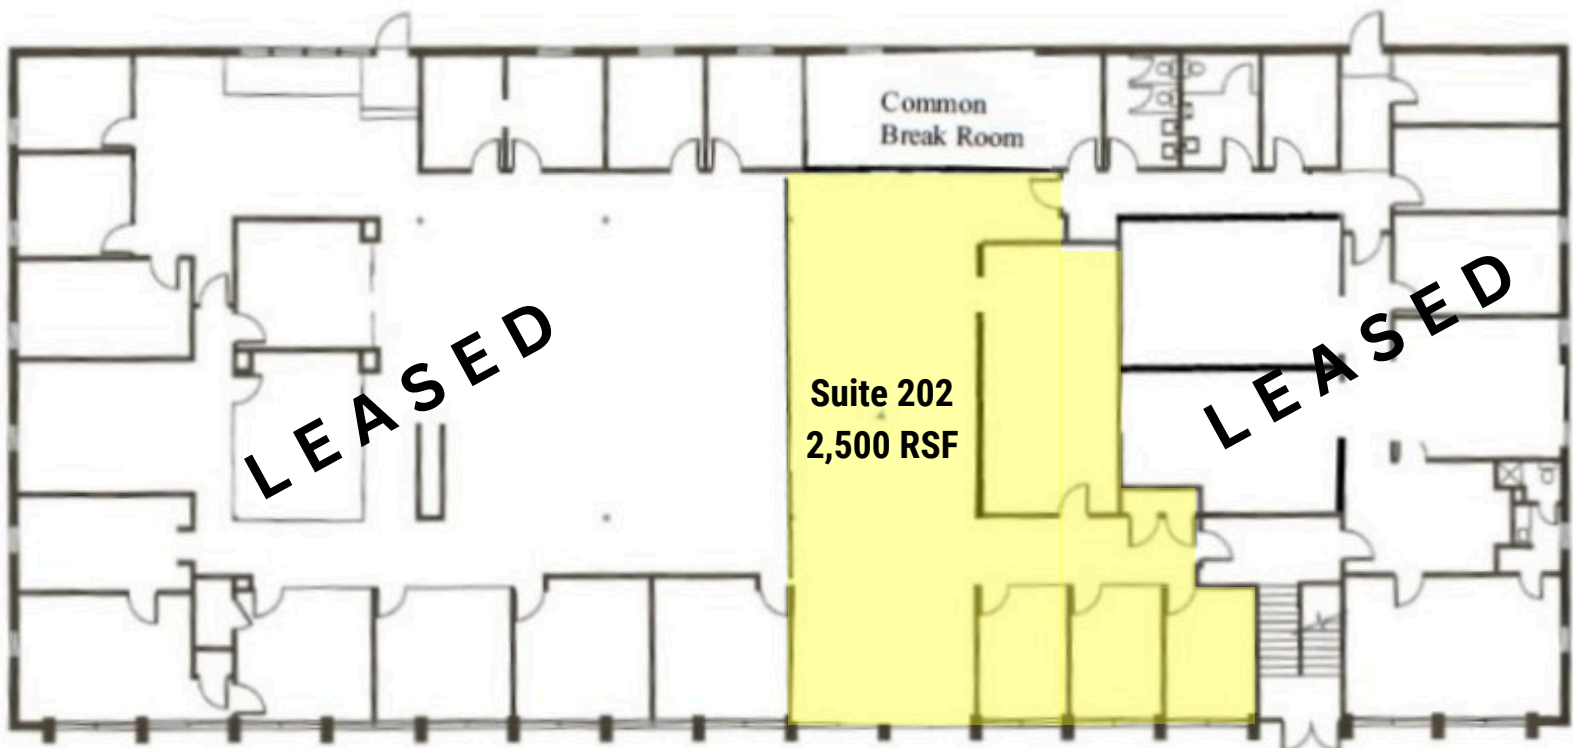 Common
Break Room
LEASED
LEASED
Suite 202
2,500 RSF